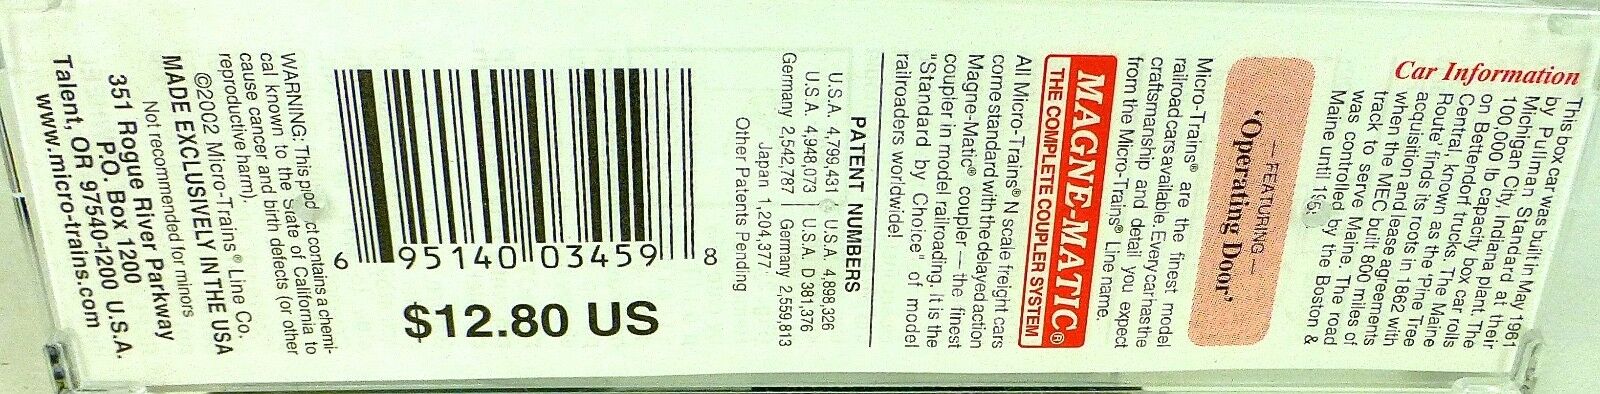 Car Information
This box car was built in May 1961
by Pullman Standard at their
Michigan City, Indiana plant. The
100,000 lb capacity box car rolls
on Bettendorf trucks. The Maine
Central, known as the 'Pine Tree
Route' finds its roots in 1862 with
acquisition and lease agreements
when the MEC built 800 miles of
track to serve Maine. The road
was controlled by the Boston &
Maine until
— FEATURING —
'Operating Door'
Micro-Trains® are the finest model
railroad cars available. Every car has the
craftsmanship and detail you expect
from the Micro-Trains® Line name.
MAGNE-MATIC®
THE COMPLETE COUPLER SYSTEM
All Micro-Trains® N scale freight cars
come standard with the delayed action
Magne-Matic® coupler — the finest
coupler in model railroading. It is the
"Standard by Choice" of model
railroaders worldwide!
PATENT NUMBERS
U.S.A. 4,799,431 U.S.A. 4,898,326
U.S.A. 4,948,073 U.S.A. D 381,376
Germany 2,542,787 Germany 2,559,813
Japan 1,204,377
Other Patents Pending
6 95140 03459 8
$12.80 US
WARNING: This product contains a chemi-
cal known to the State of California to
cause cancer and birth defects (or other
reproductive harm).
©2002 Micro-Trains® Line Co.
MADE EXCLUSIVELY IN THE USA
Not recommended for minors
351 Rogue River Parkway
P.O. Box 1200
Talent, OR 97540-1200 U.S.A.
www.micro-trains.com